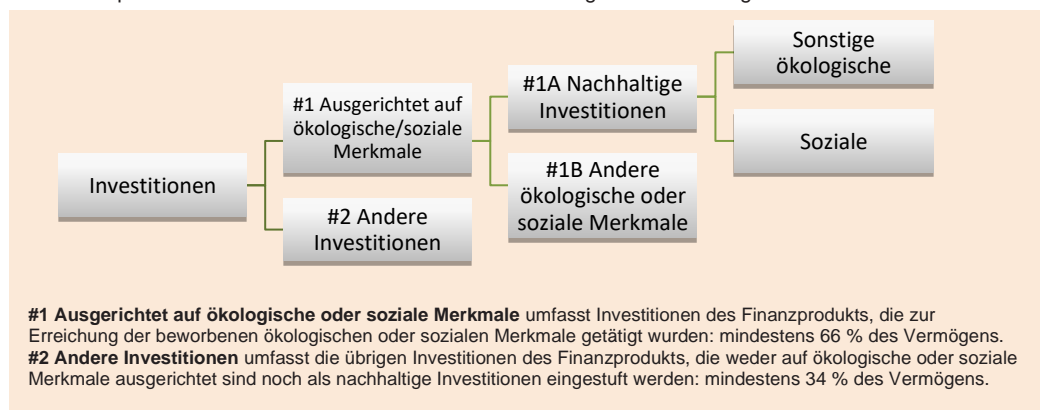 Sonstige
ökologische
#1A Nachhaltige
Investitionen
#1 Ausgerichtet auf
ökologische/soziale
Merkmale
Soziale
Investitionen
#1B Andere
ökologische oder
soziale Merkmale
#2 Andere
Investitionen
#1 Ausgerichtet auf ökologische oder soziale Merkmale umfasst Investitionen des Finanzprodukts, die zur
Erreichung der beworbenen ökologischen oder sozialen Merkmale getätigt wurden: mindestens 66 % des Vermögens.
#2 Andere Investitionen umfasst die übrigen Investitionen des Finanzprodukts, die weder auf ökologische oder soziale
Merkmale ausgerichtet sind noch als nachhaltige Investitionen eingestuft werden: mindestens 34 % des Vermögens.